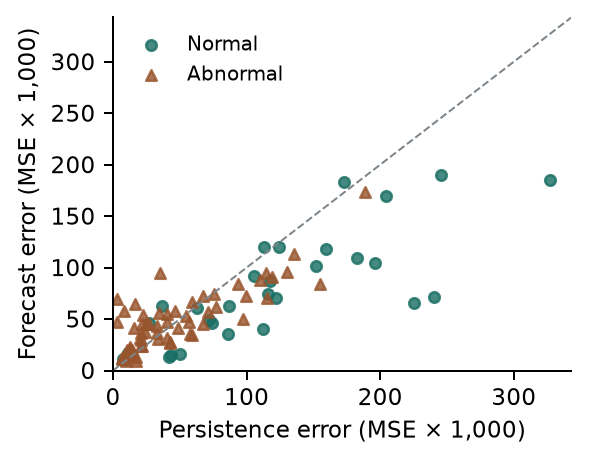 Normal
Abnormal
Forecast error (MSE × 1,000)
300
250
200
150
100
50
0
0 100 200 300
Persistence error (MSE × 1,000)